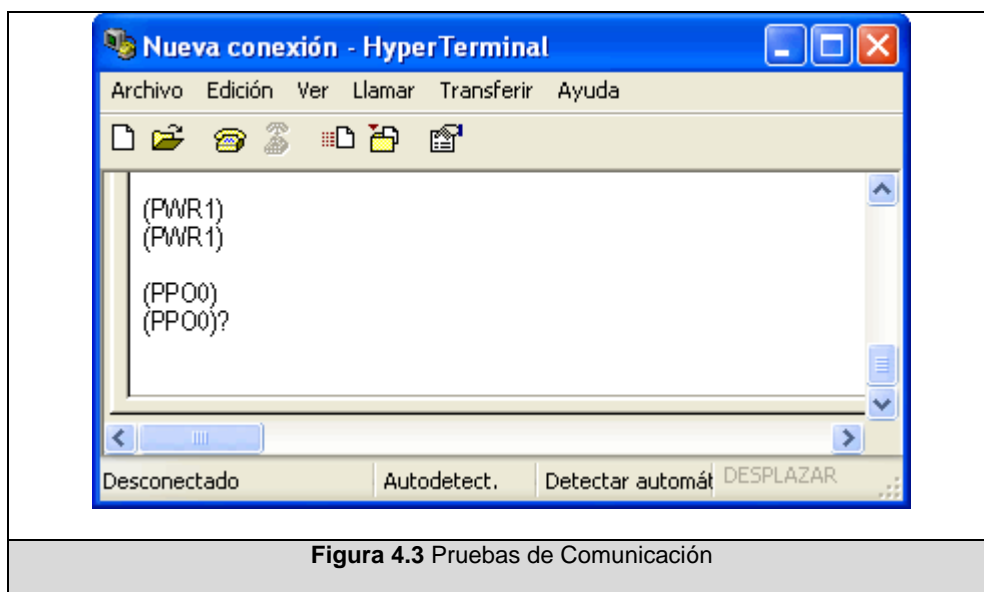 Nueva conexión - HyperTerminal
Archivo Edición Ver Llamar Transferir Ayuda
(PWR1)
(PWR1)
(PPO0)
(PPO0)?
Desconectado Autodetect. Detectar automát DESPLAZAR
Figura 4.3 Pruebas de Comunicación